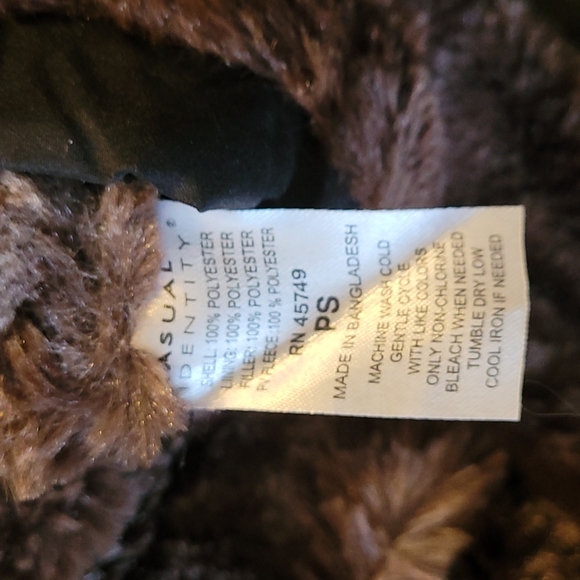 ASUAL
IDENTITY ®
SHELL: 100% POLYESTER
LINING: 100% POLYESTER
FILLER: 100% POLYESTER
PV FLEECE: 100 % POLYESTER
RN 45749
PS
MADE IN BANGLADESH
MACHINE WASH COLD
GENTLE CYCLE
WITH LIKE COLORS
ONLY NON-CHLORINE
BLEACH WHEN NEEDED
TUMBLE DRY LOW
COOL IRON IF NEEDED